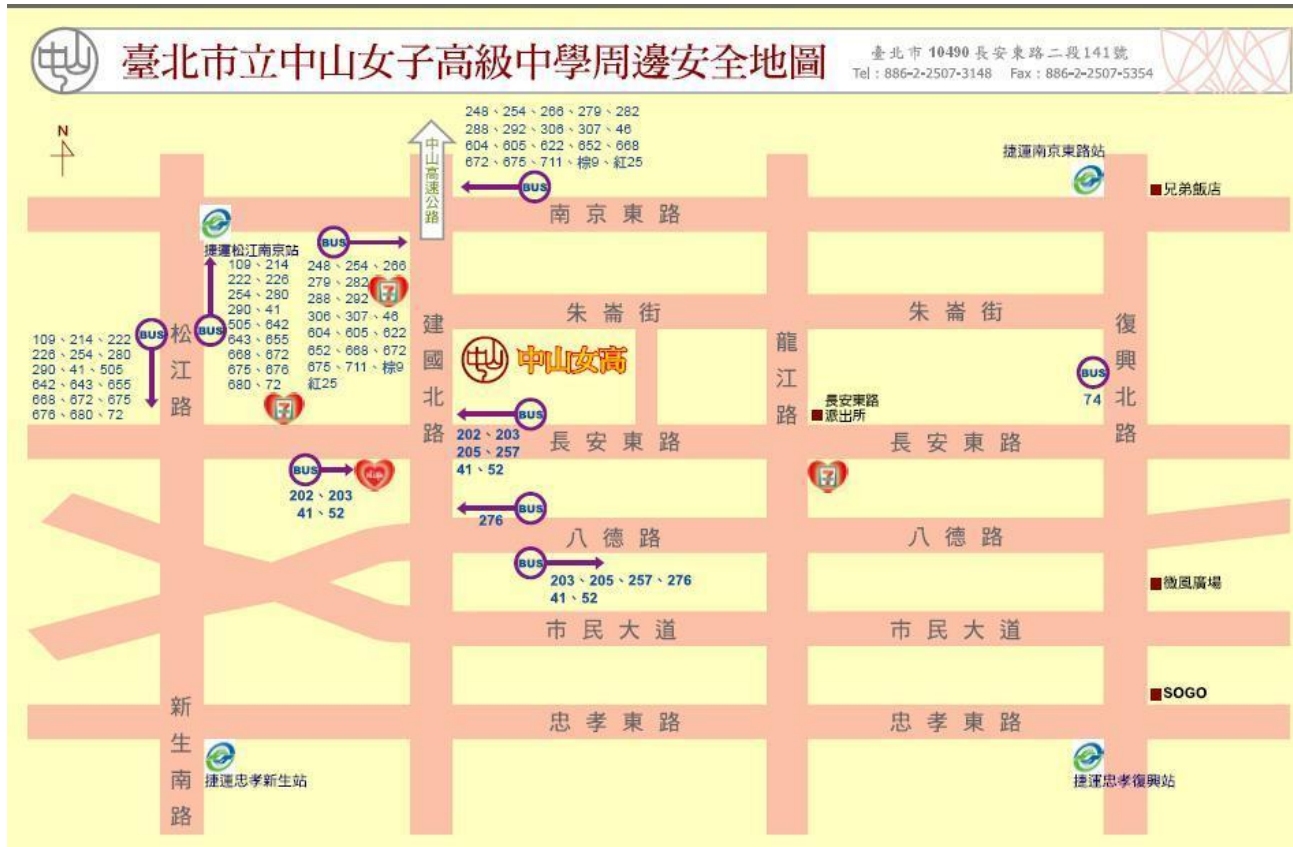 臺北市立中山女子高級中學周邊安全地圖
臺北市 10490 長安東路二段141號
Tel : 886-2-2507-3148 Fax : 886-2-2507-5354
N
中山高速公路
248、254、266、279、282
288、292、306、307、46
604、605、622、652、668
672、675、711、棕9、紅25
BUS
南京東路
捷運南京東路站
兄弟飯店
捷運松江南京站
BUS
109、214
222、226
254、280
290、41
505、642
643、655
668、672
675、676
680、72
BUS
248、254、266
279、282
288、292
306、307、46
604、605、622
652、668、672
675、711、棕9
紅25
7
109、214、222
226、254、280
290、41、505
642、643、655
668、672、675
676、680、72
BUS
松江路
建國北路
朱崙街
朱崙街
龍江路
復興北路
中山女高
BUS
74
長安東路
派出所
7
BUS
202、203
205、257
41、52
長安東路
長安東路
BUS
202、203
41、52
7
BUS
276
八德路
八德路
BUS
203、205、257、276
41、52
微風廣場
市民大道
市民大道
SOGO
新生南路
忠孝東路
忠孝東路
捷運忠孝新生站
捷運忠孝復興站